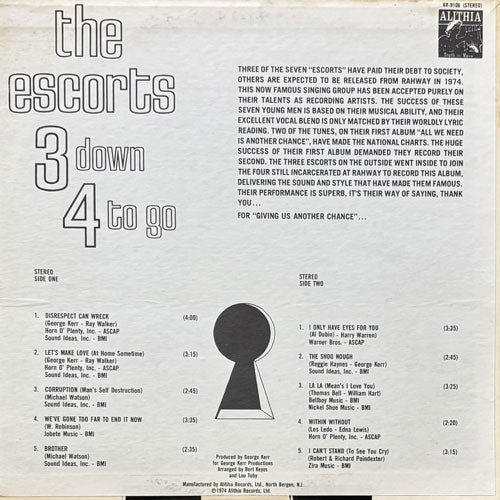 AR-9106 (STEREO)
ALITHIA
the
escorts
3 down
4 to go
THREE OF THE SEVEN "ESCORTS" HAVE PAID THEIR DEBT TO SOCIETY,
OTHERS ARE EXPECTED TO BE RELEASED FROM RAHWAY IN 1974.
THIS NOW FAMOUS SINGING GROUP HAS BEEN ACCEPTED PURELY ON
THEIR TALENTS AS RECORDING ARTISTS. THE SUCCESS OF THESE
SEVEN YOUNG MEN IS BASED ON THEIR MUSICAL ABILITY, AND THEIR
EXCELLENT VOCAL BLEND IS ONLY MATCHED BY THEIR WORLDLY LYRIC
READING. TWO OF THE TUNES, ON THEIR FIRST ALBUM "ALL WE NEED
IS ANOTHER CHANCE", HAVE MADE THE NATIONAL CHARTS. THE HUGE
SUCCESS OF THEIR FIRST ALBUM DEMANDED THEY RECORD THEIR
SECOND. THE THREE ESCORTS ON THE OUTSIDE WENT INSIDE TO JOIN
THE FOUR STILL INCARCERATED AT RAHWAY TO RECORD THIS ALBUM,
DELIVERING THE SOUND AND STYLE THAT HAVE MADE THEM FAMOUS.
THEIR PERFORMANCE IS SUPERB. IT'S THEIR WAY OF SAYING, THANK
YOU...
FOR "GIVING US ANOTHER CHANCE"...
STEREO
SIDE ONE
1. DISRESPECT CAN WRECK (4:00)
(George Kerr - Ray Walker)
Horn O' Plenty, Inc. - ASCAP
Sound Ideas, Inc. - BMI
2. LET'S MAKE LOVE (At Home Sometime) (3:15)
(George Kerr - Ray Walker)
Horn O' Plenty, Inc. - ASCAP
Sound Ideas, Inc. - BMI
3. CORRUPTION (Man's Self Destruction) (2:45)
(Michael Watson)
Sound Ideas, Inc. - BMI
4. WE'VE GONE TOO FAR TO END IT NOW (3:35)
(W. Robinson)
Jobete Music - BMI
5. BROTHER (2:35)
(Michael Watson)
Sound Ideas, Inc. - BMI
STEREO
SIDE TWO
1. I ONLY HAVE EYES FOR YOU (3:35)
(Al Dubin) - Harry Warren)
Warner Bros. - ASCAP
2. THE SHOO NOUGH (2:45)
(Reggie Haynes - George Kerr)
Sound Ideas, Inc. - BMI
3. LA LA (Mean's I Love You) (3:35)
(Thomas Bell - William Hart)
Bellboy Music - BMI
Nickel Shoe Music - BMI
4. WITHIN WITHOUT (2:20)
(Les Ledo - Edna Lewis)
Horn O' Plenty, Inc. - ASCAP
5. I CAN'T STAND (To See You Cry) (3:15)
(Robert & Richard Poindexter)
Zira Music - BMI
Produced by George Kerr
for George Kerr Productions
Arranged by Bert Keyes
and Lou Toby
Manufactured by Alithia Records, Ltd., North Bergen, N.J.
©1974 Alithia Records, Ltd.